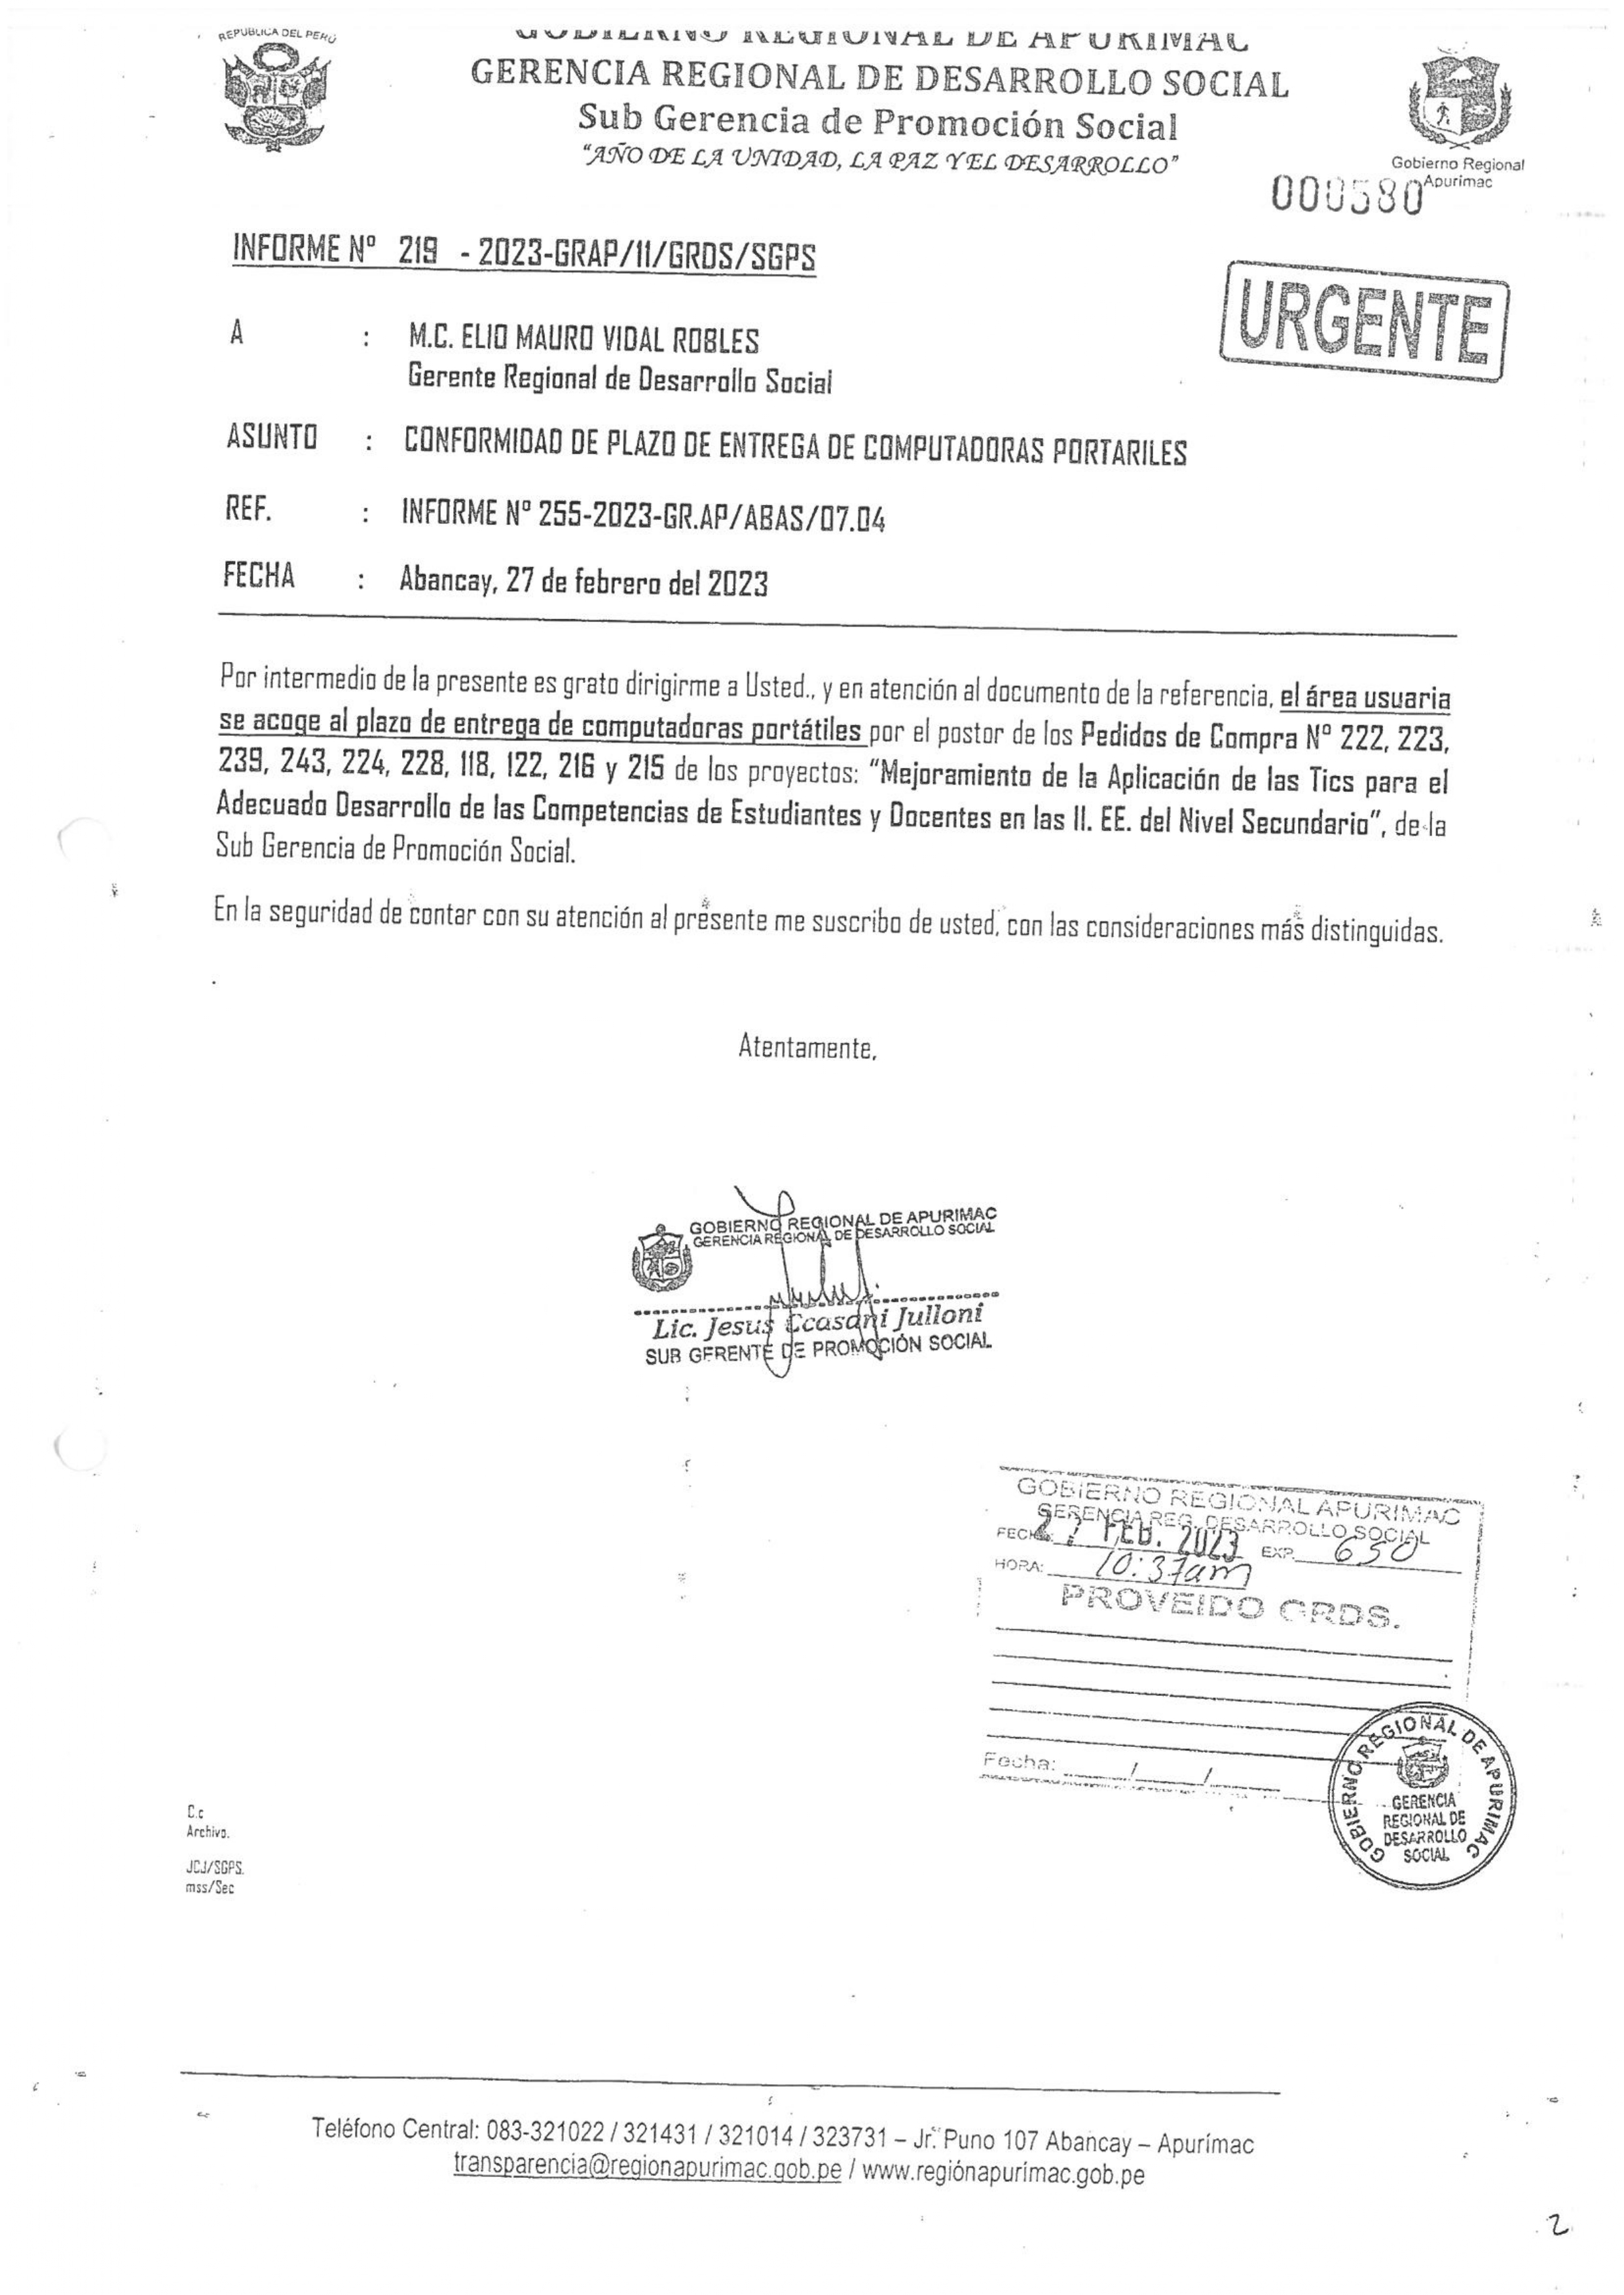 REPUBLICA DEL PERÚ
GOBIERNO REGIONAL DE APURIMAC
GERENCIA REGIONAL DE DESARROLLO SOCIAL
Sub Gerencia de Promoción Social
"AÑO DE LA UNIDAD, LA PAZ Y EL DESARROLLO"
Gobierno Regional
Apurimac
000580
INFORME Nº 219 - 2023-GRAP/11/GRDS/SGPS
URGENTE
A : M.C. ELIO MAURO VIDAL ROBLES
Gerente Regional de Desarrollo Social
ASUNTO : CONFORMIDAD DE PLAZO DE ENTREGA DE COMPUTADORAS PORTARILES
REF. : INFORME Nº 255-2023-GR.AP/ABAS/07.04
FECHA : Abancay, 27 de febrero del 2023
Por intermedio de la presente es grato dirigirme a Usted., y en atención al documento de la referencia, el área usuaria
se acoge al plazo de entrega de computadoras portátiles por el postor de los Pedidos de Compra Nº 222, 223,
239, 243, 224, 228, 118, 122, 216 y 215 de los proyectos: "Mejoramiento de la Aplicación de las Tics para el
Adecuado Desarrollo de las Competencias de Estudiantes y Docentes en las II. EE. del Nivel Secundario", de la
Sub Gerencia de Promoción Social.
En la seguridad de contar con su atención al presente me suscribo de usted, con las consideraciones más distinguidas.
Atentamente,
GOBIERNO REGIONAL DE APURIMAC
GERENCIA REGIONAL DE DESARROLLO SOCIAL
Lic. Jesus Ccasani Julloni
SUB GERENTE DE PROMOCIÓN SOCIAL
GOBIERNO REGIONAL APURIMAC
GERENCIA REG. DESARROLLO SOCIAL
FECHA: 27 FEB. 2023 EXP. 650
HORA: 10:37am
PROVEIDO GRDS.
Fecha: / /
GOBIERNO REGIONAL DE APURIMAC
GERENCIA
REGIONAL DE
DESARROLLO
SOCIAL
C.c
Archivo.
JCJ/SGPS.
mss/Sec
Teléfono Central: 083-321022 / 321431 / 321014 / 323731 – Jr. Puno 107 Abancay – Apurímac
transparencia@regionapurimac.gob.pe / www.regiónapurímac.gob.pe
2